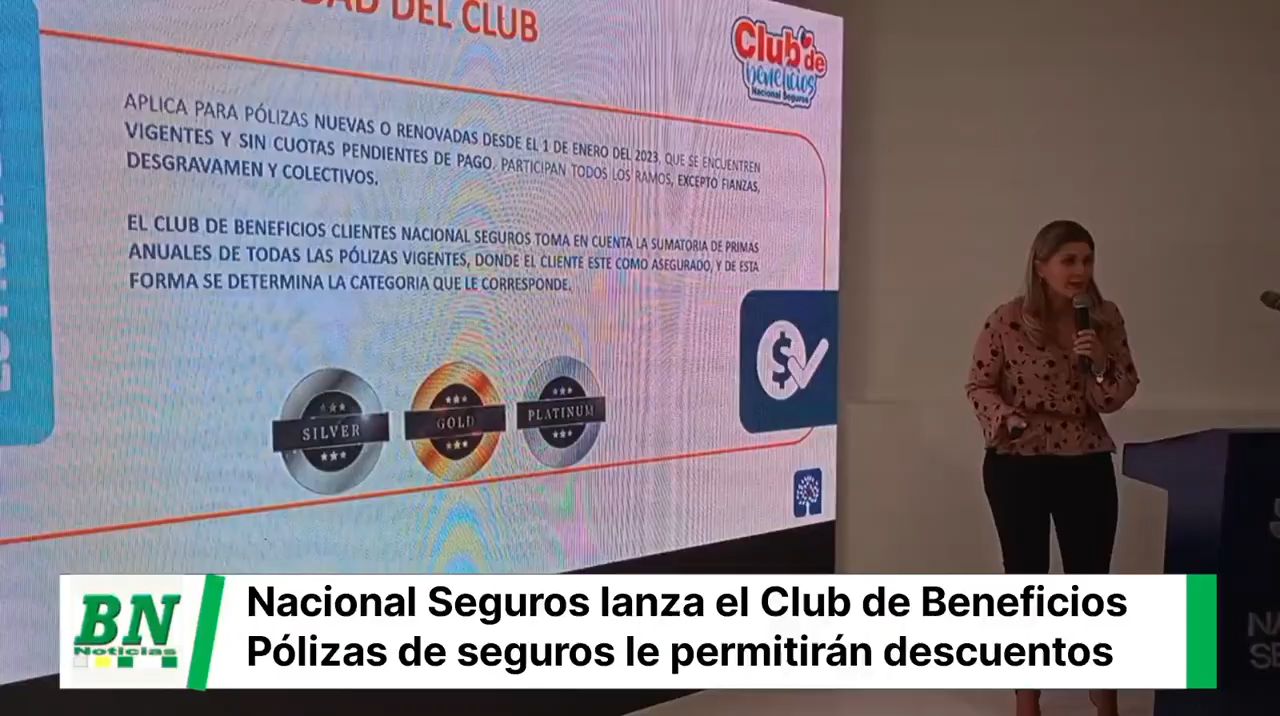 DEL CLUB
Club de
beneficios
Nacional Seguros
APLICA PARA PÓLIZAS NUEVAS O RENOVADAS DESDE EL 1 DE ENERO DEL 2023, QUE SE ENCUENTREN
VIGENTES Y SIN CUOTAS PENDIENTES DE PAGO. PARTICIPAN TODOS LOS RAMOS, EXCEPTO FIANZAS,
DESGRAVAMEN Y COLECTIVOS.
EL CLUB DE BENEFICIOS CLIENTES NACIONAL SEGUROS TOMA EN CUENTA LA SUMATORIA DE PRIMAS
ANUALES DE TODAS LAS PÓLIZAS VIGENTES, DONDE EL CLIENTE ESTE COMO ASEGURADO, Y DE ESTA
FORMA SE DETERMINA LA CATEGORIA QUE LE CORRESPONDE.
$
SILVER
GOLD
PLATINUM
BN
Noticias
Nacional Seguros lanza el Club de Beneficios
Pólizas de seguros le permitirán descuentos